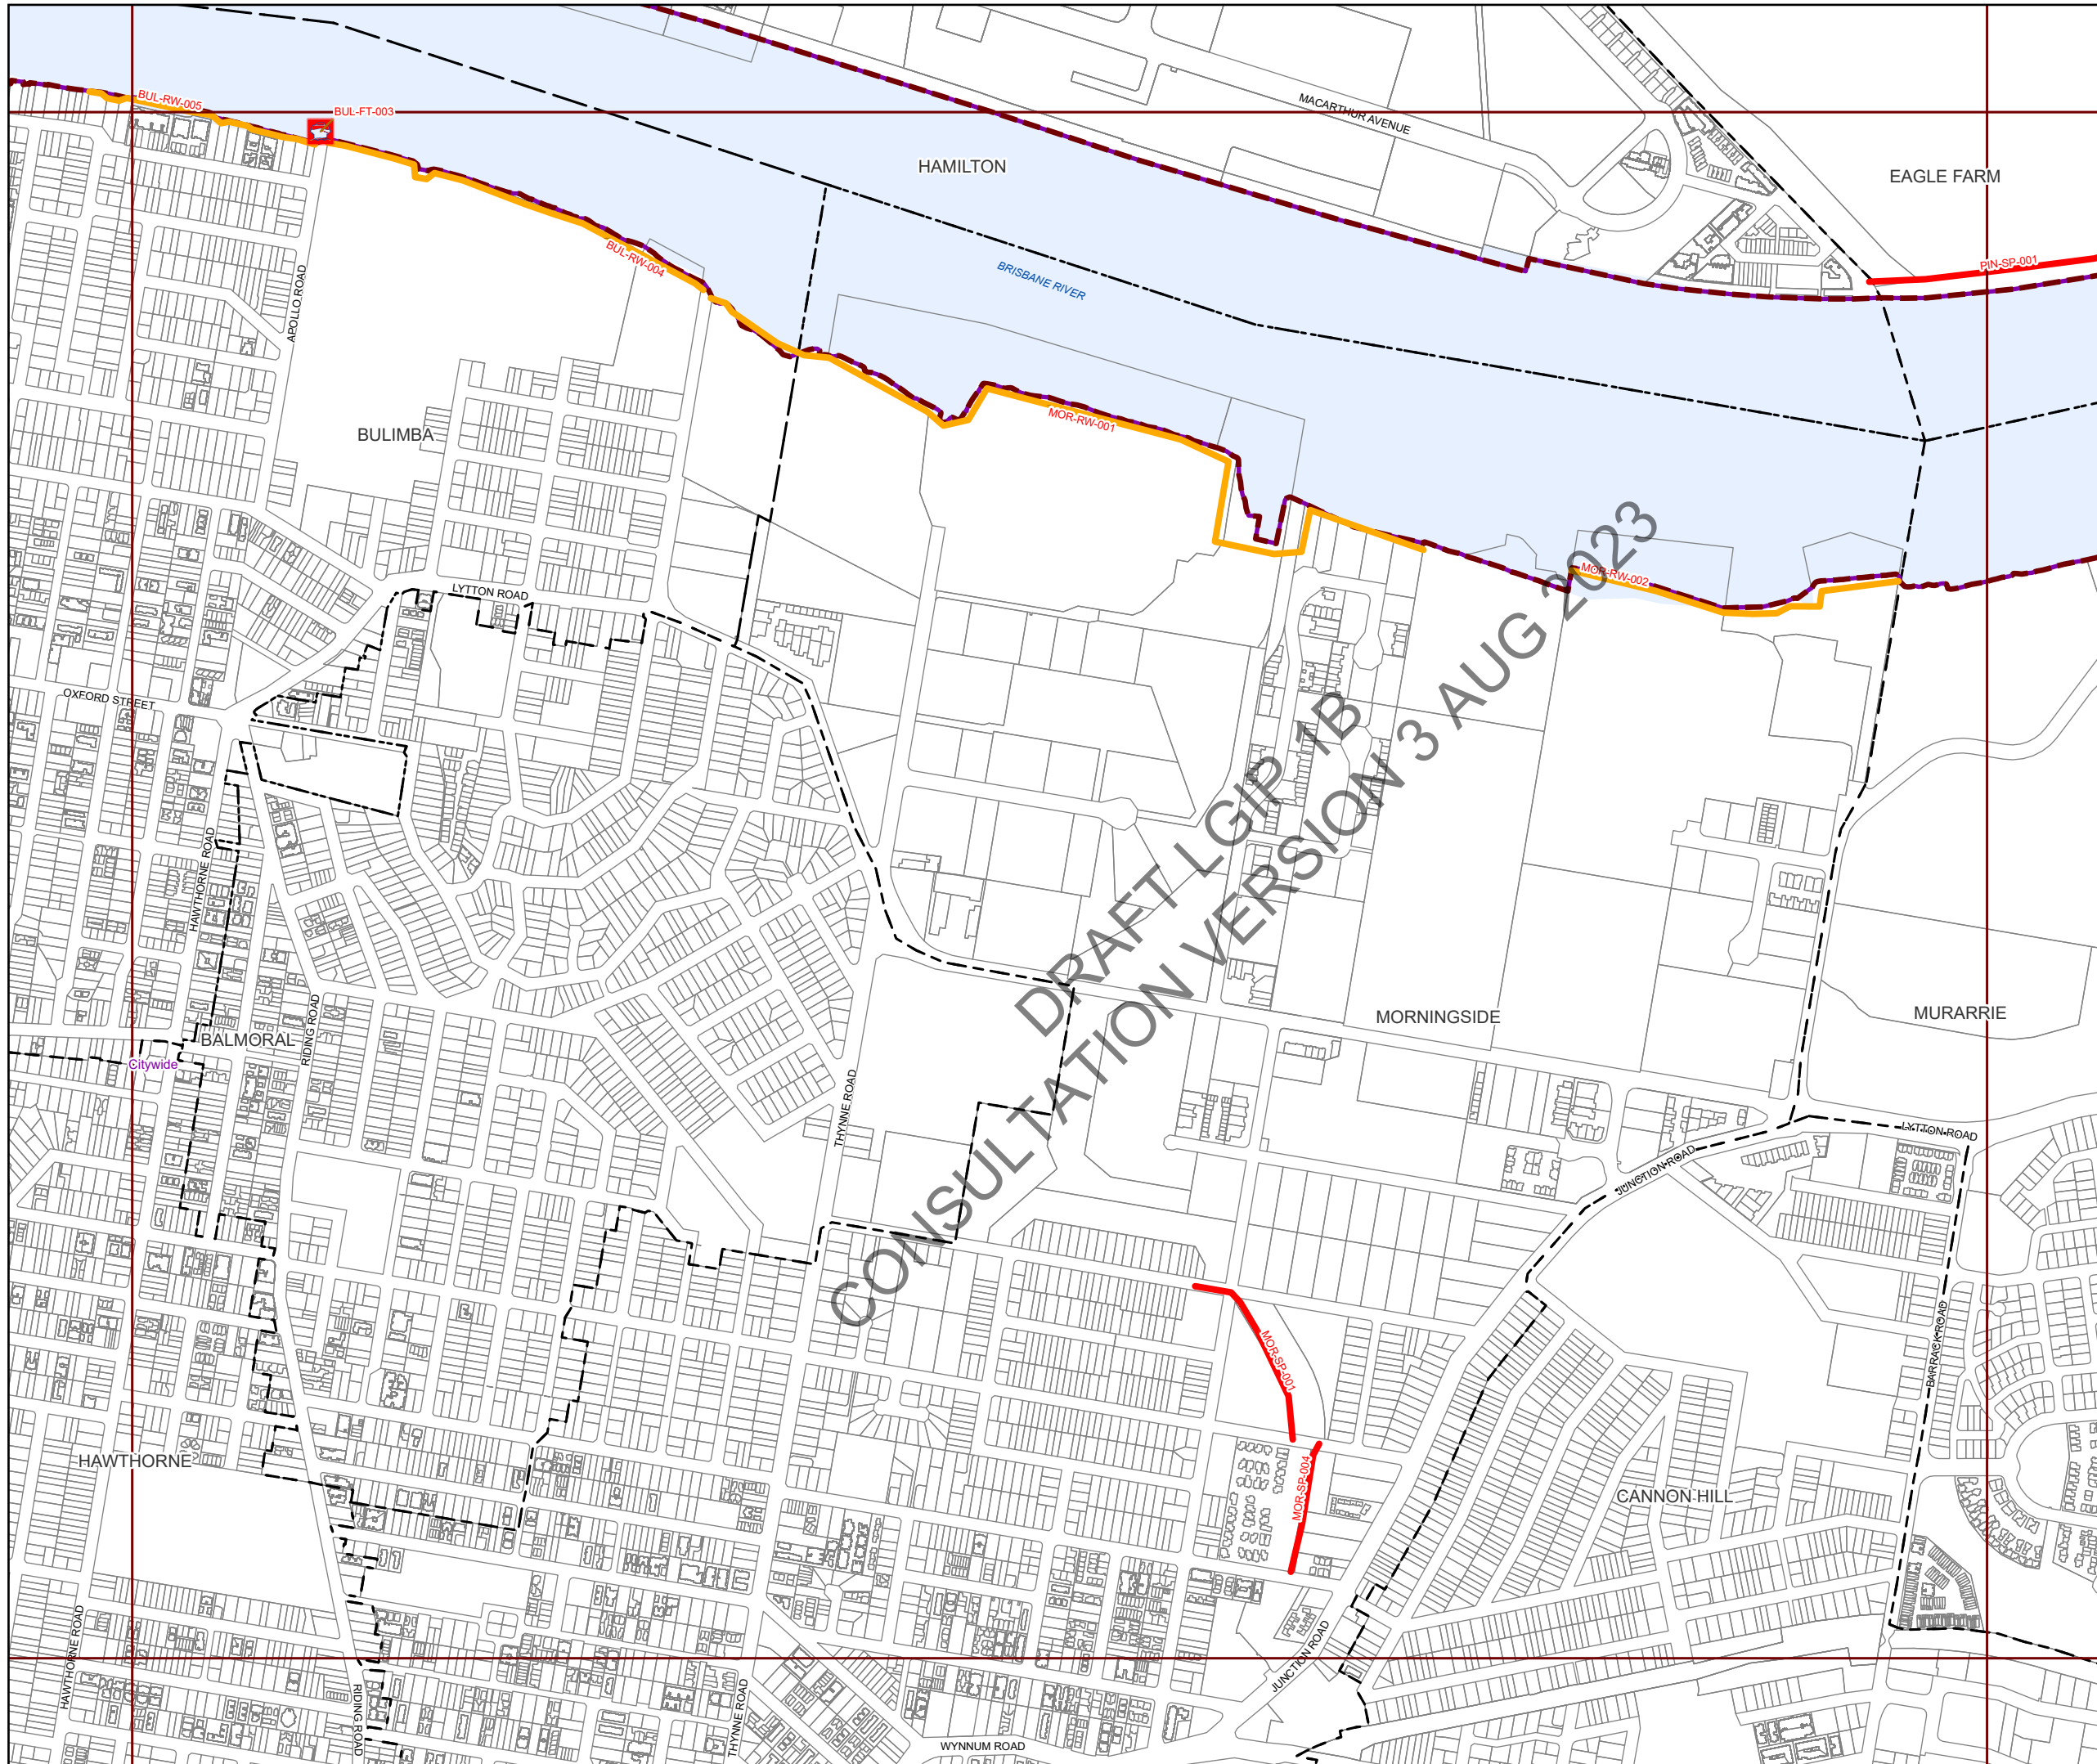 BUL-RW-005
BUL-FT-003
MACARTHUR AVENUE
HAMILTON
EAGLE FARM
BUL-RW-004
BRISBANE RIVER
PIN-SP-001
APOLLO ROAD
MOR-RW-001
BULIMBA
MOR-RW-002
LYTTON ROAD
OXFORD STREET
DRAFT LGIP 1B
CONSULTATION VERSION 3 AUG 2023
HAWTHORNE ROAD
RIDING ROAD
MORNINGSIDE
MURARRIE
BALMORAL
Citywide
THYNNE ROAD
LYTTON ROAD
JUNCTION ROAD
MOR-SP-001
BARRACK ROAD
HAWTHORNE
MOR-SP-004
CANNON HILL
HAWTHORNE ROAD
RIDING ROAD
THYNNE ROAD
JUNCTION ROAD
WYNNUM ROAD